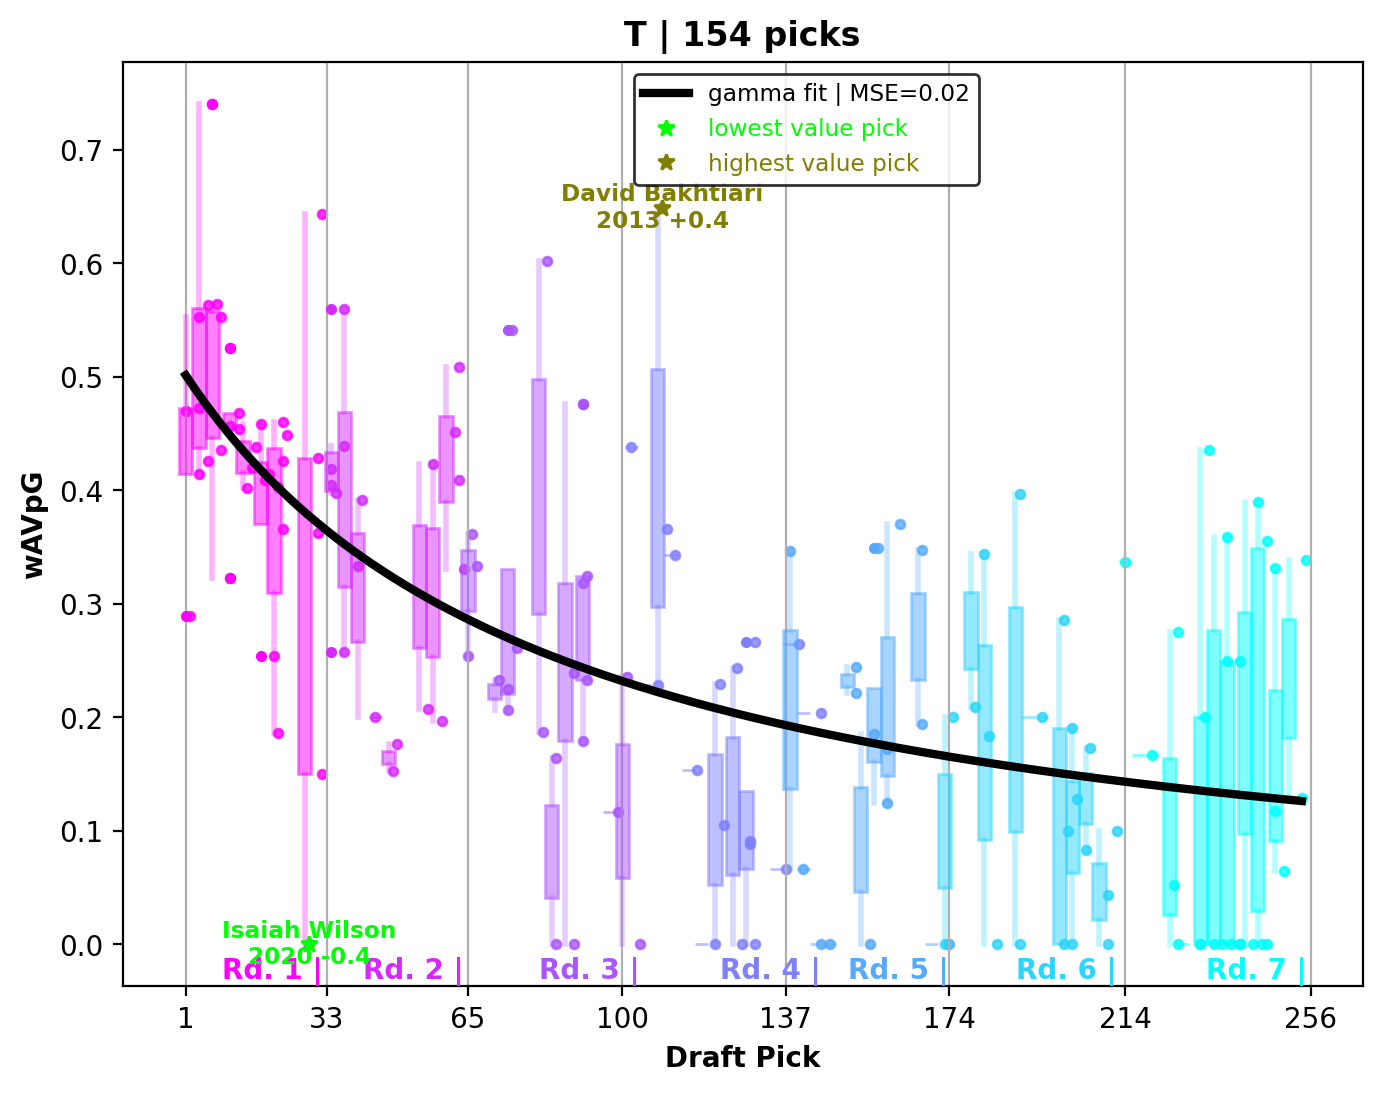 T | 154 picks
gamma fit | MSE=0.02
lowest value pick
highest value pick
David Bakhtiari
2013 +0.4
Isaiah Wilson
2020 -0.4
Rd. 1 |
Rd. 2 |
Rd. 3 |
Rd. 4 |
Rd. 5 |
Rd. 6 |
Rd. 7 |
wAVpG
0.7
0.6
0.5
0.4
0.3
0.2
0.1
0.0
1
33
65
100
137
174
214
256
Draft Pick